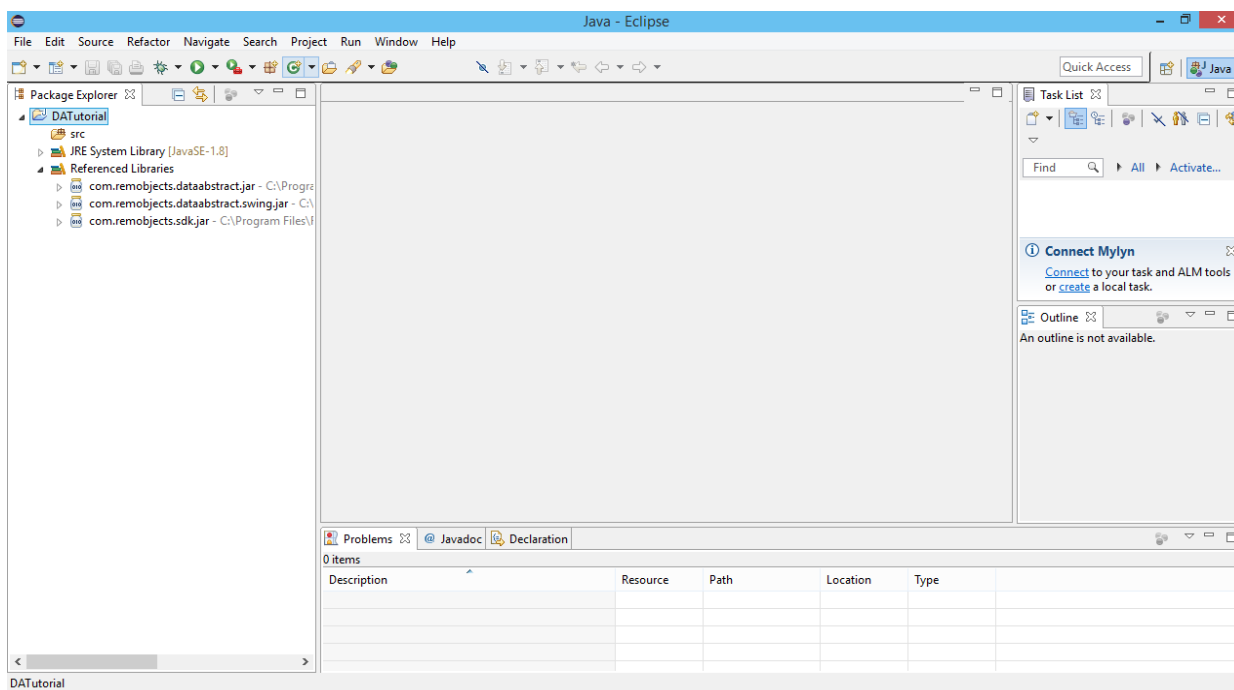 Java - Eclipse
File Edit Source Refactor Navigate Search Project Run Window Help
Quick Access
Java
Package Explorer
DATutorial
src
JRE System Library [JavaSE-1.8]
Referenced Libraries
com.remobjects.dataabstract.jar - C:\Progra
com.remobjects.dataabstract.swing.jar - C:\
com.remobjects.sdk.jar - C:\Program Files\
Task List
Find All Activate...
Connect Mylyn
Connect to your task and ALM tools
or create a local task.
Outline
An outline is not available.
Problems @ Javadoc Declaration
0 items
Description Resource Path Location Type
DATutorial